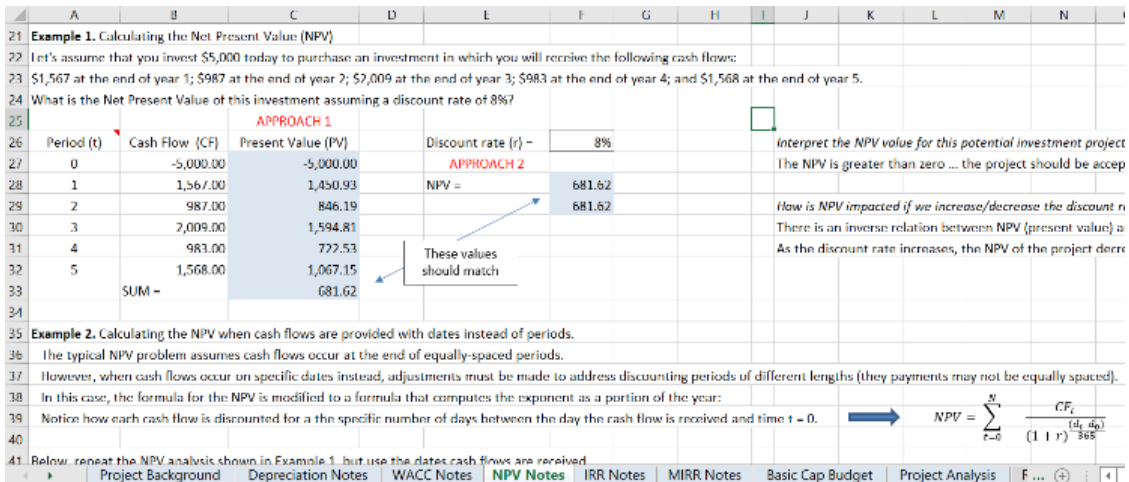 A B C D E F G H I J K L M N
21 Example 1. Calculating the Net Present Value (NPV)
22 Let's assume that you invest $5,000 today to purchase an investment in which you will receive the following cash flows:
23 $1,567 at the end of year 1; $987 at the end of year 2; $2,009 at the end of year 3; $983 at the end of year 4; and $1,568 at the end of year 5.
24 What is the Net Present Value of this investment assuming a discount rate of 8%?
25 APPROACH 1
26 Period (t) Cash Flow (CF) Present Value (PV) Discount rate (r) = 8% Interpret the NPV value for this potential investment project
27 0 -5,000.00 -5,000.00 APPROACH 2 The NPV is greater than zero ... the project should be accep
28 1 1,567.00 1,450.93 NPV = 681.62
29 2 987.00 846.19 681.62 How is NPV impacted if we increase/decrease the discount r
30 3 2,009.00 1,594.81 There is an inverse relation between NPV (present value) a
31 4 983.00 722.53 These values As the discount rate increases, the NPV of the project decre
32 5 1,568.00 1,067.15 should match
33 SUM = 681.62
34
35 Example 2. Calculating the NPV when cash flows are provided with dates instead of periods.
36 The typical NPV problem assumes cash flows occur at the end of equally-spaced periods.
37 However, when cash flows occur on specific dates instead, adjustments must be made to address discounting periods of different lengths (they payments may not be equally spaced).
38 In this case, the formula for the NPV is modified to a formula that computes the exponent as a portion of the year:
39 Notice how each cash flow is discounted for a the specific number of days between the day the cash flow is received and time t = 0. NPV = N ∑ t=0 CFt / (1 + r)^((dt d0)/365)
40
41 Below, repeat the NPV analysis shown in Example 1, but use the dates cash flows are received
Project Background Depreciation Notes WACC Notes NPV Notes IRR Notes MIRR Notes Basic Cap Budget Project Analysis F ...